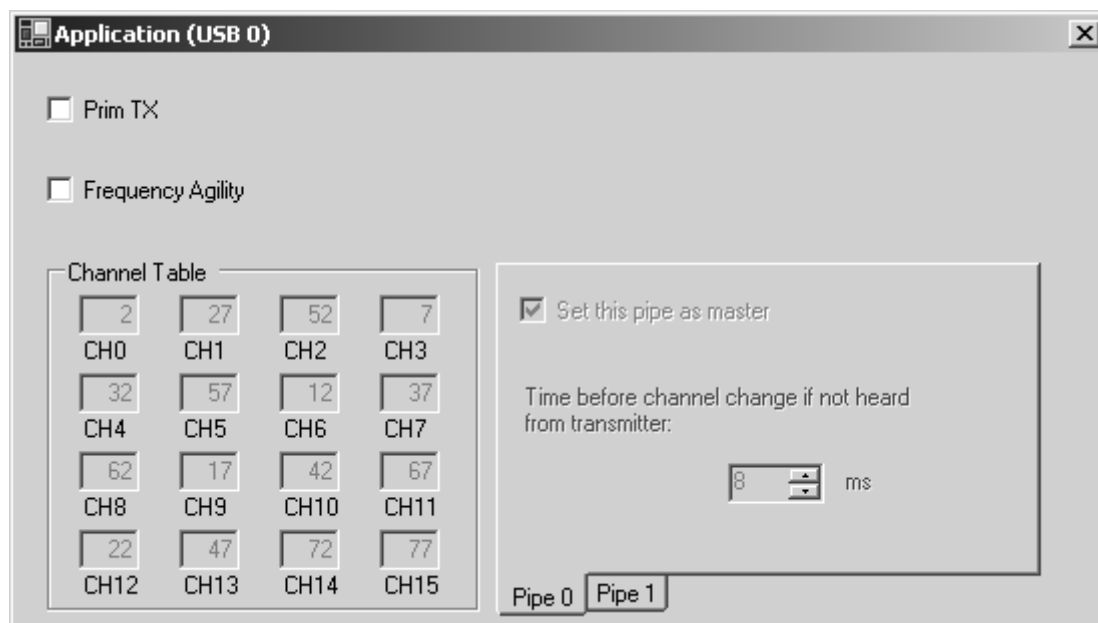 Application (USB 0)
Prim TX
Frequency Agility
Channel Table
2 27 52 7
CH0 CH1 CH2 CH3
32 57 12 37
CH4 CH5 CH6 CH7
62 17 42 67
CH8 CH9 CH10 CH11
22 47 72 77
CH12 CH13 CH14 CH15
Set this pipe as master
Time before channel change if not heard
from transmitter:
8 ms
Pipe 0 Pipe 1